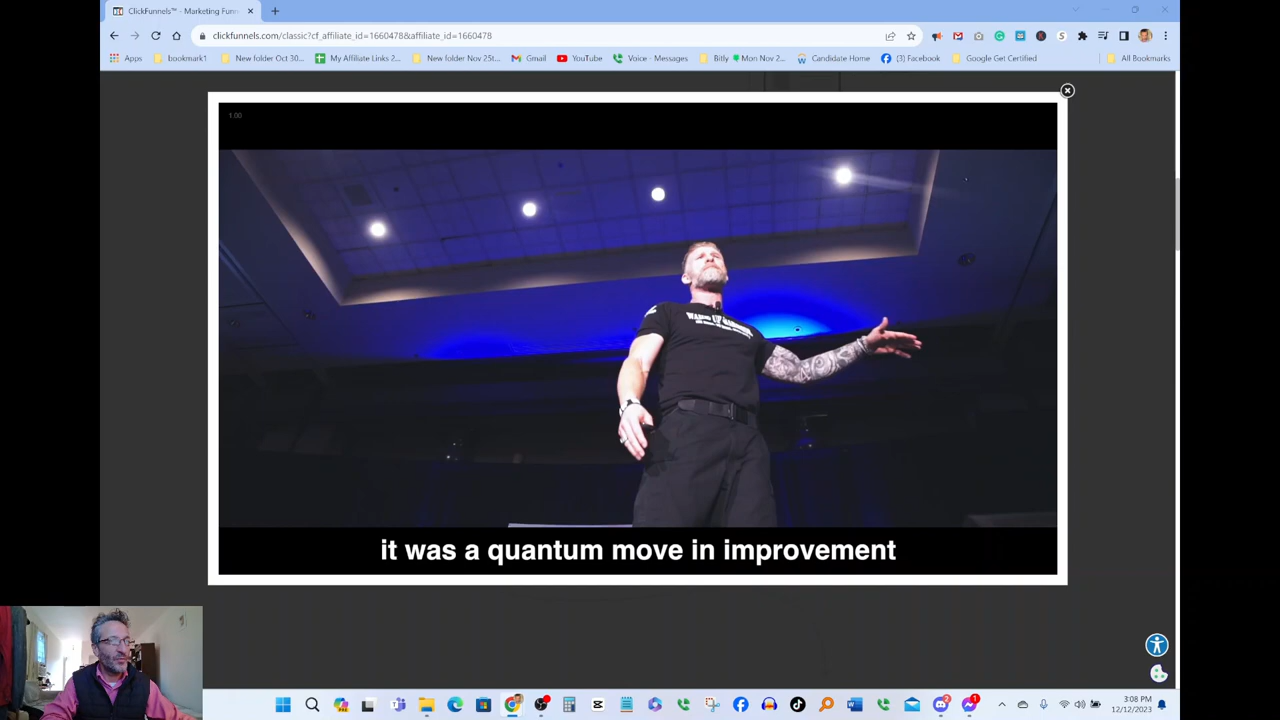 ClickFunnels™ - Marketing Funn
clickfunnels.com/classic?cf_affiliate_id=1660478&affiliate_id=1660478
Apps bookmark1 New folder Oct 30... My Affiliate Links 2... New folder Nov 25t... Gmail YouTube Voice - Messages Bitly Mon Nov 2... Candidate Home (3) Facebook Google Get Certified All Bookmarks
1.00
it was a quantum move in improvement
3:08 PM
12/12/2023